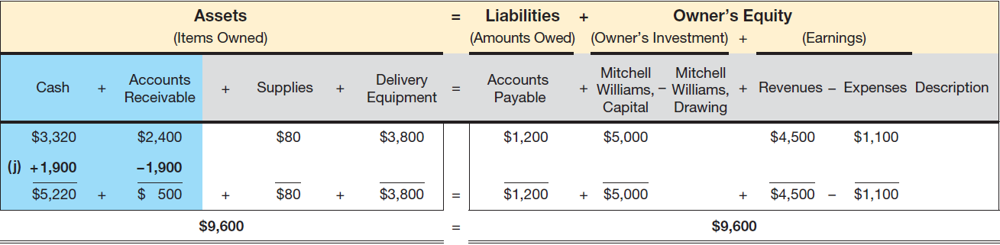 Assets = Liabilities + Owner's Equity
(Items Owned) (Amounts Owed) (Owner's Investment) + (Earnings)
Cash + Accounts Receivable + Supplies + Delivery Equipment = Accounts Payable + Mitchell Williams, Capital – Mitchell Williams, Drawing + Revenues – Expenses Description
$3,320 $2,400 $80 $3,800 $1,200 $5,000 $4,500 $1,100
(j) +1,900 –1,900
$5,220 + $ 500 + $80 + $3,800 = $1,200 + $5,000 + $4,500 – $1,100
$9,600 = $9,600